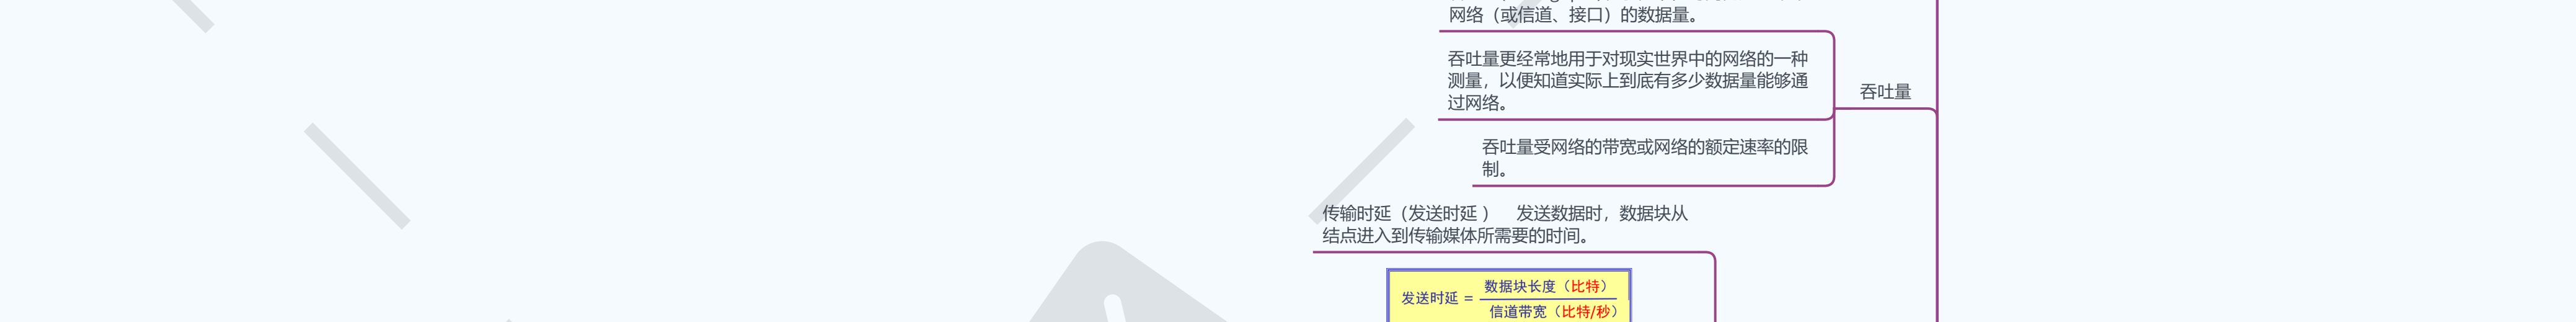 网络（或信道、接口）的数据量。
吞吐量更经常地用于对现实世界中的网络的一种
测量，以便知道实际上到底有多少数据量能够通
过网络。
吞吐量
吞吐量受网络的带宽或网络的额定速率的限
制。
传输时延（发送时延 ） 发送数据时，数据块从
结点进入到传输媒体所需要的时间。
发送时延 = 数据块长度（比特）
信道带宽（比特/秒）